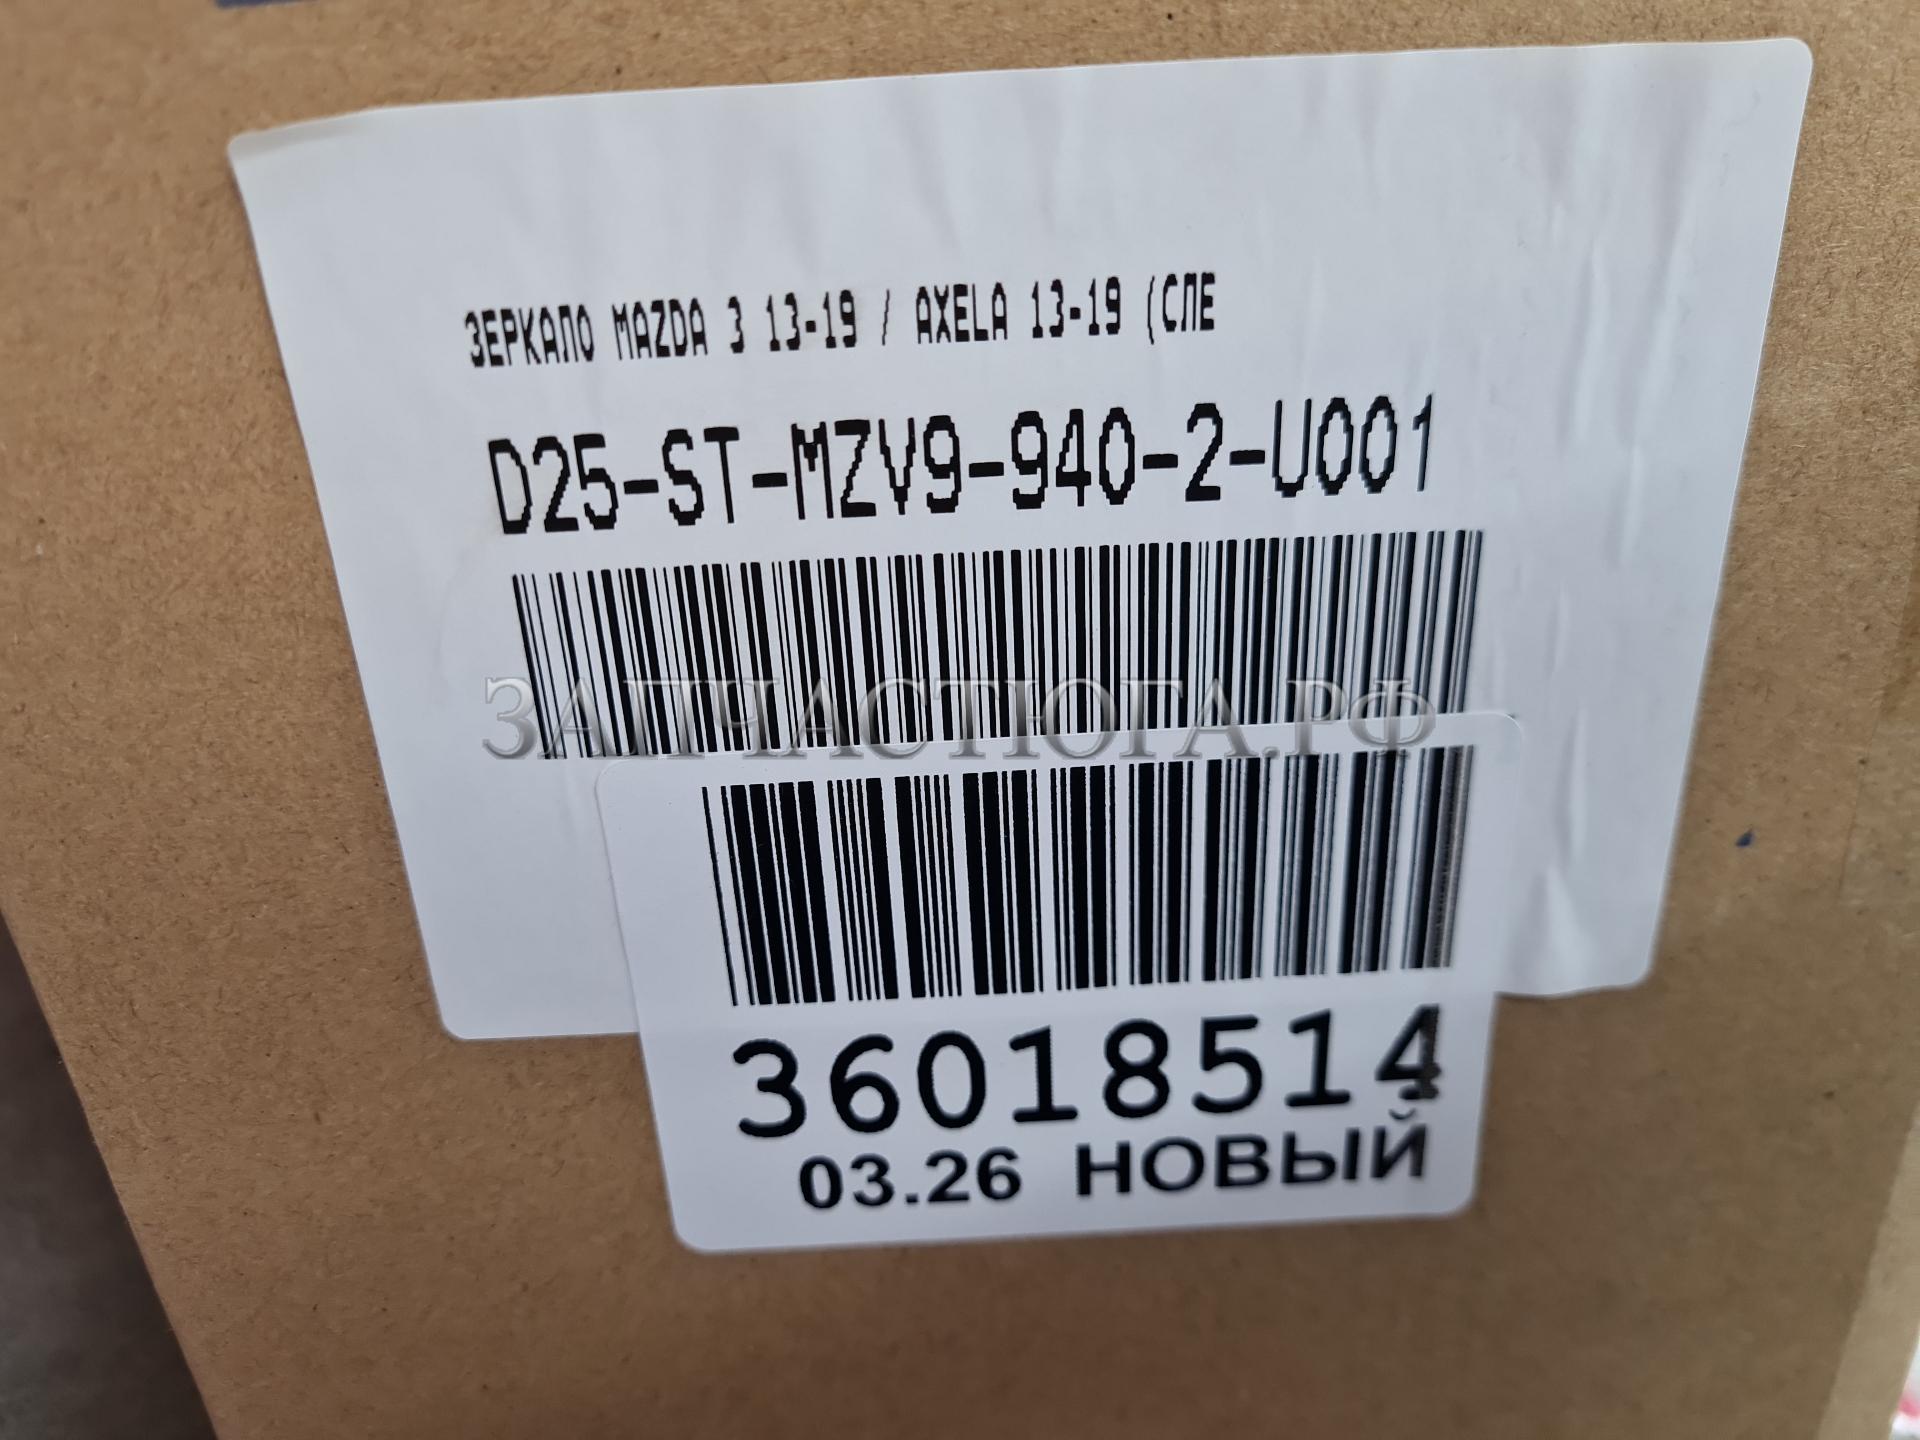 ЗЕРКАЛО MAZDA 3 13-19 / AXELA 13-19 (СЛЕ
D25-ST-MZV9-940-2-U001
ЗАПЧАСТЮГА.РФ
36018514
03.26 НОВЫЙ